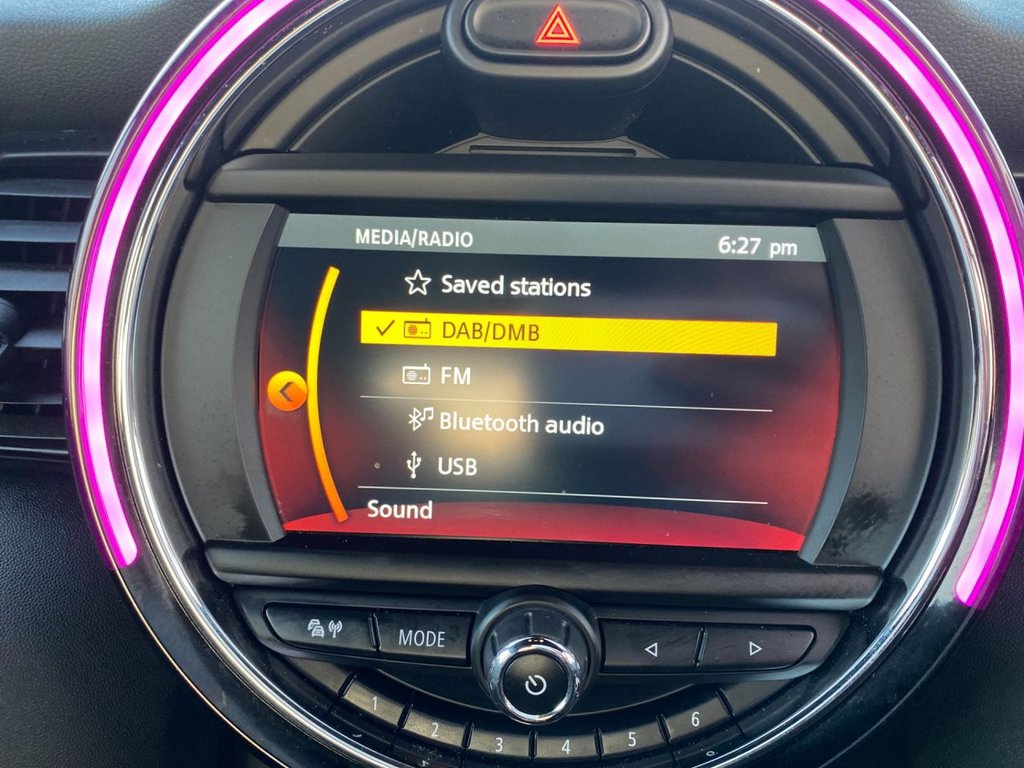 MEDIA/RADIO 6:27 pm
Saved stations
DAB/DMB
FM
Bluetooth audio
USB
Sound
MODE
1 2 3 4 5 6